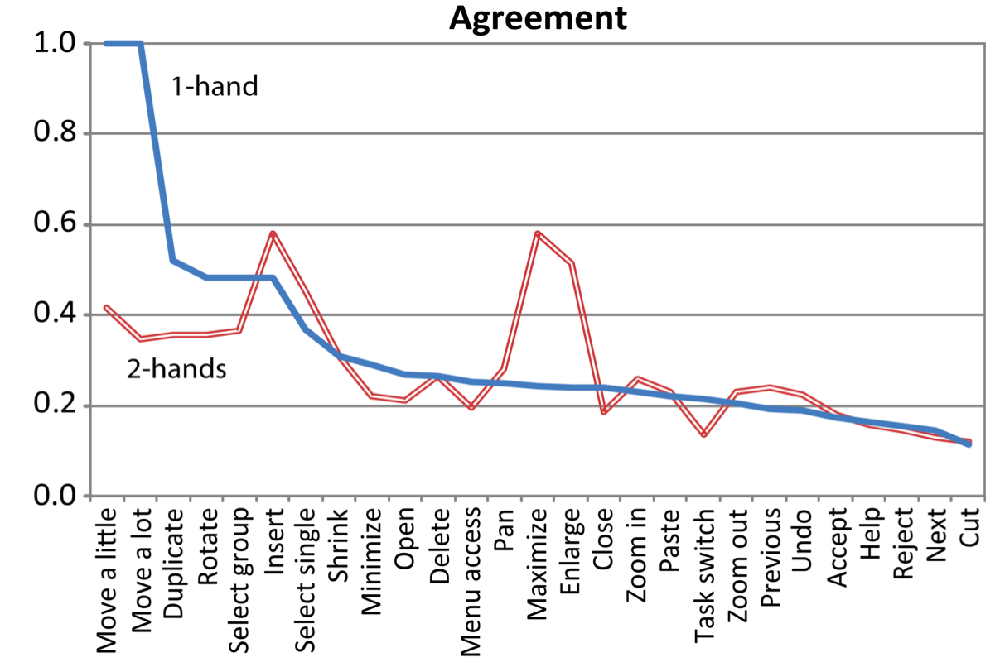 Agreement
1.0
0.8
0.6
0.4
0.2
0.0
1-hand
2-hands
Move a little
Move a lot
Duplicate
Rotate
Select group
Insert
Select single
Shrink
Minimize
Open
Delete
Menu access
Pan
Maximize
Enlarge
Close
Zoom in
Paste
Task switch
Zoom out
Previous
Undo
Accept
Help
Reject
Next
Cut